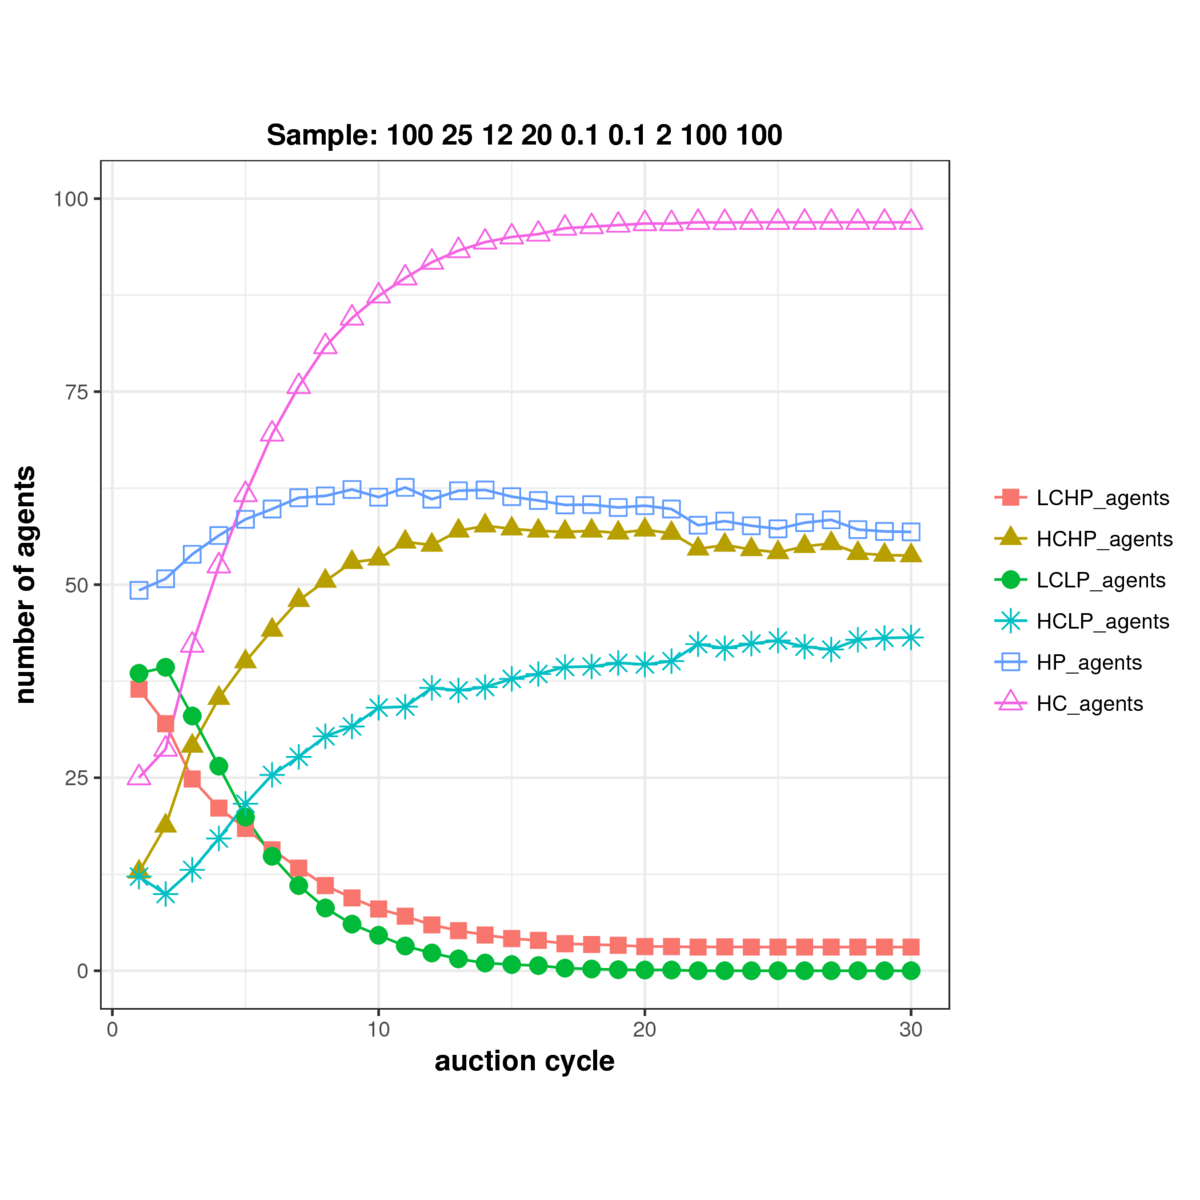 Sample: 100 25 12 20 0.1 0.1 2 100 100
number of agents
100
75
50
25
0
0 10 20 30
auction cycle
LCHP_agents
HCHP_agents
LCLP_agents
HCLP_agents
HP_agents
HC_agents